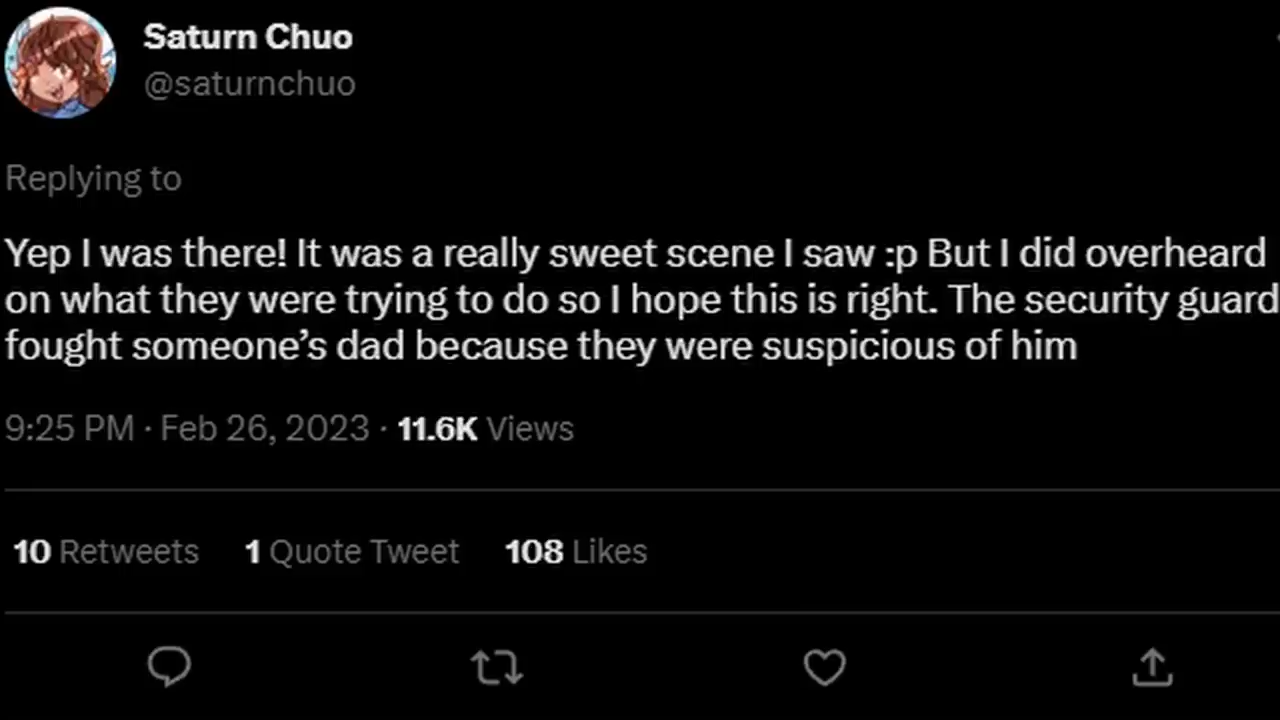 Saturn Chuo
@saturnchuo
Replying to
Yep I was there! It was a really sweet scene I saw :p But I did overheard
on what they were trying to do so I hope this is right. The security guard
fought someone’s dad because they were suspicious of him
9:25 PM · Feb 26, 2023 · 11.6K Views
10 Retweets 1 Quote Tweet 108 Likes